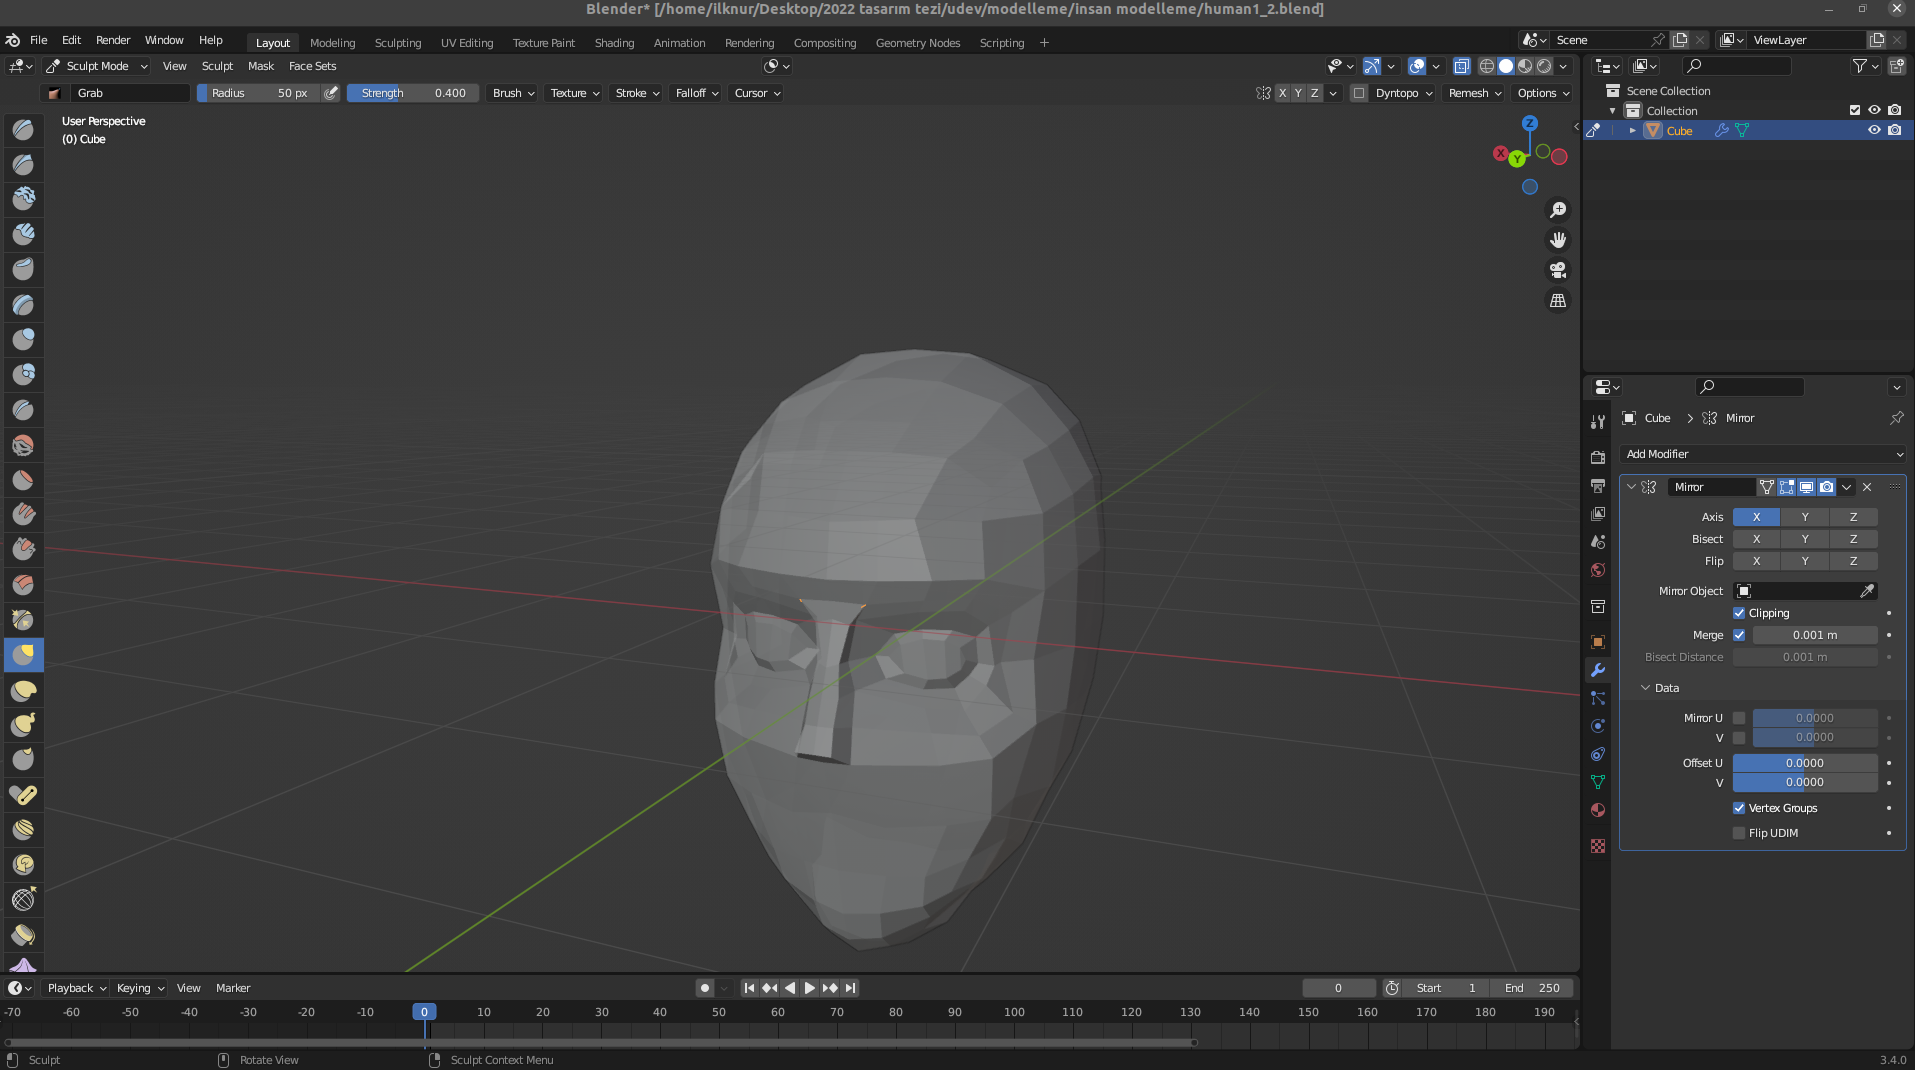 Blender* [/home/ilknur/Desktop/2022 tasarım tezi/udev/modelleme/insan modelleme/human1_2.blend]
File Edit Render Window Help Layout Modeling Sculpting UV Editing Texture Paint Shading Animation Rendering Compositing Geometry Nodes Scripting + Scene ViewLayer
Sculpt Mode View Sculpt Mask Face Sets
Grab Radius 50 px Strength 0.400 Brush Texture Stroke Falloff Cursor X Y Z Dyntopo Remesh Options
User Perspective
(0) Cube
Z
X
Y
Scene Collection
Collection
Cube
Cube > Mirror
Add Modifier
Mirror
Axis X Y Z
Bisect X Y Z
Flip X Y Z
Mirror Object
Clipping
Merge 0.001 m
Bisect Distance 0.001 m
Data
Mirror U 0.0000
V 0.0000
Offset U 0.0000
V 0.0000
Vertex Groups
Flip UDIM
Playback Keying View Marker 0 Start 1 End 250
-70 -60 -50 -40 -30 -20 -10 0 10 20 30 40 50 60 70 80 90 100 110 120 130 140 150 160 170 180 190
Sculpt Rotate View Sculpt Context Menu 3.4.0